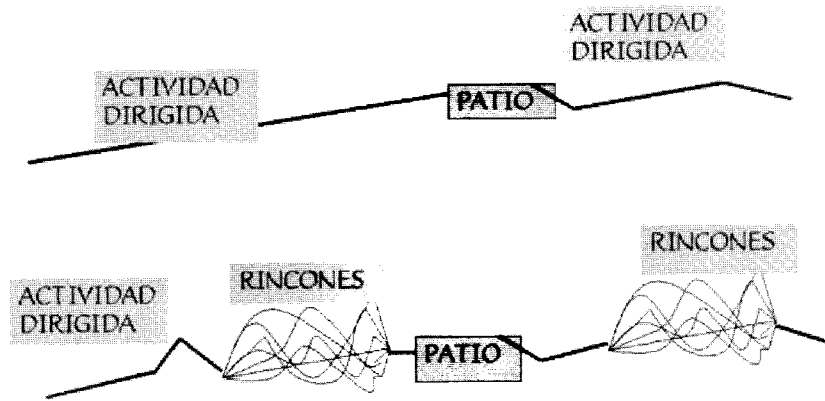 ACTIVIDAD
DIRIGIDA
PATIO
ACTIVIDAD
DIRIGIDA
ACTIVIDAD
DIRIGIDA
RINCONES
PATIO
RINCONES